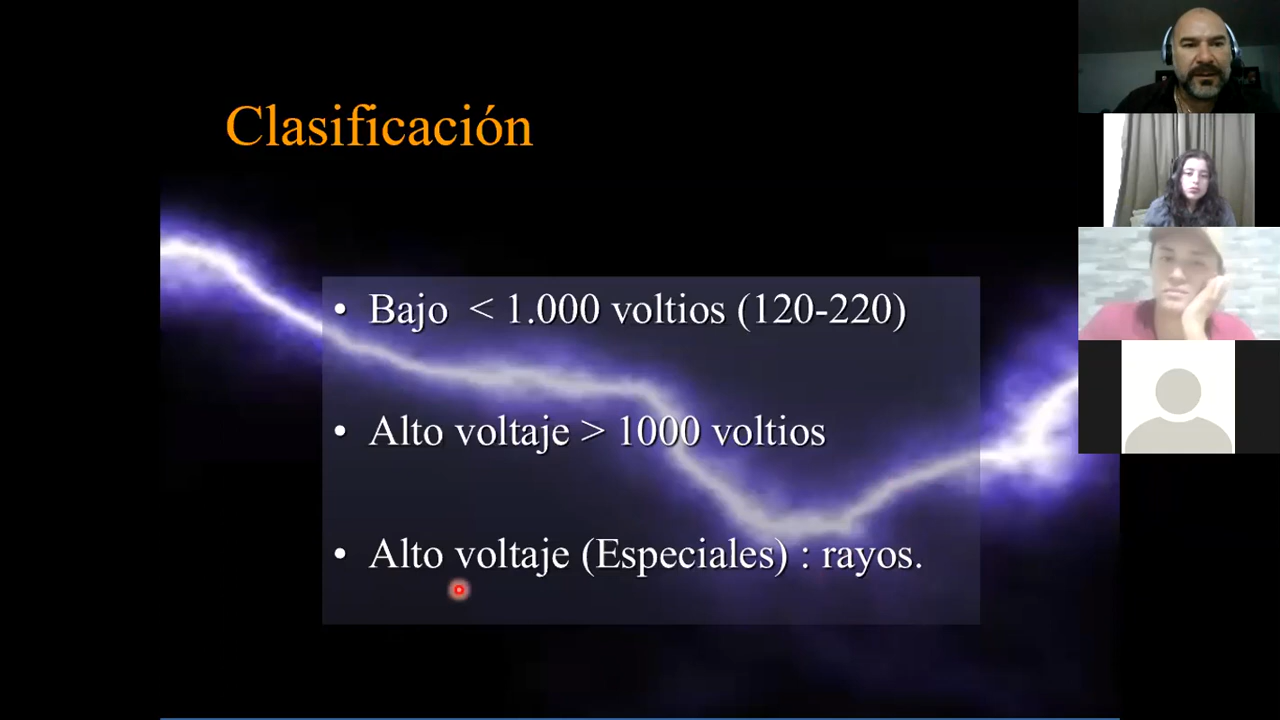 Clasificación
• Bajo < 1.000 voltios (120-220)
• Alto voltaje > 1000 voltios
• Alto voltaje (Especiales) : rayos.